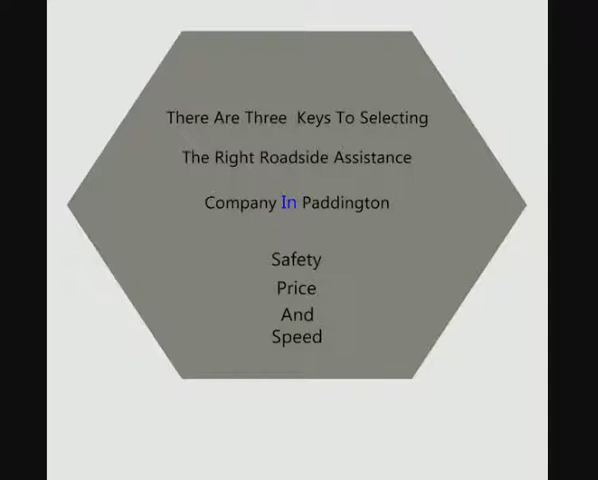 There Are Three  Keys To Selecting
The Right Roadside Assistance
Company In Paddington
Safety
Price
And
Speed